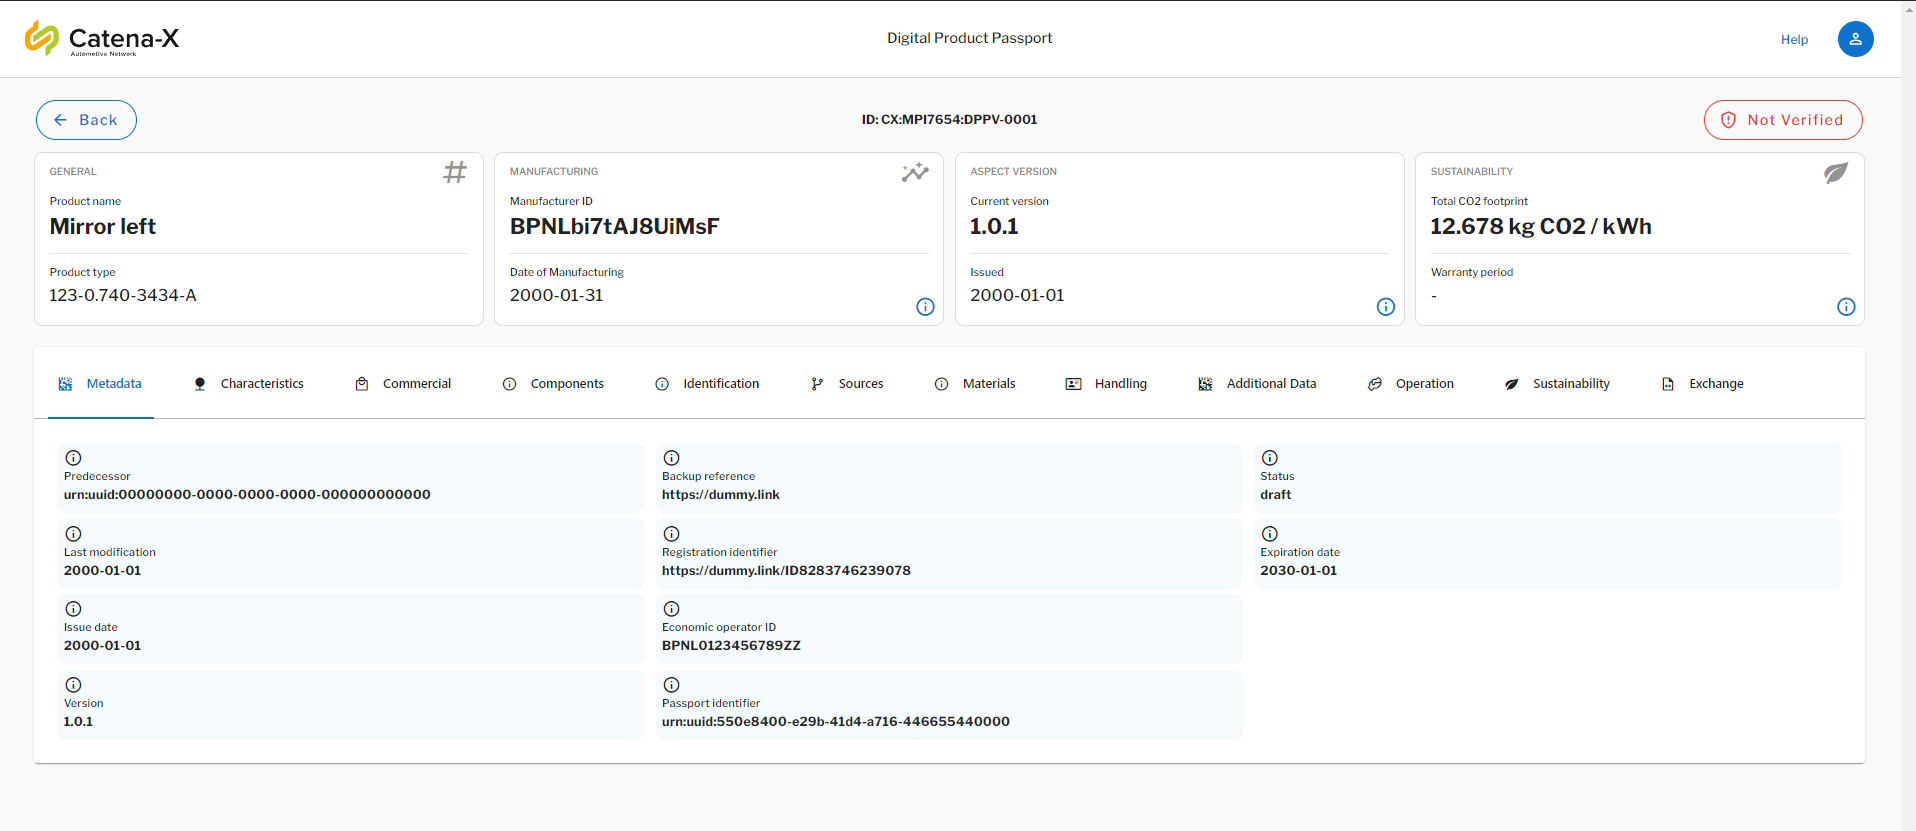 Catena-X
Automotive Network
Digital Product Passport
Help
Back
ID: CX:MPI7654:DPPV-0001
Not Verified
GENERAL
Product name
Mirror left
Product type
123-0.740-3434-A
MANUFACTURING
Manufacturer ID
BPNLbi7tAJ8UiMsF
Date of Manufacturing
2000-01-31
ASPECT VERSION
Current version
1.0.1
Issued
2000-01-01
SUSTAINABILITY
Total CO2 footprint
12.678 kg CO2 / kWh
Warranty period
-
Metadata
Characteristics
Commercial
Components
Identification
Sources
Materials
Handling
Additional Data
Operation
Sustainability
Exchange
Predecessor
urn:uuid:00000000-0000-0000-0000-000000000000
Last modification
2000-01-01
Issue date
2000-01-01
Version
1.0.1
Backup reference
https://dummy.link
Registration identifier
https://dummy.link/ID8283746239078
Economic operator ID
BPNL0123456789ZZ
Passport identifier
urn:uuid:550e8400-e29b-41d4-a716-446655440000
Status
draft
Expiration date
2030-01-01